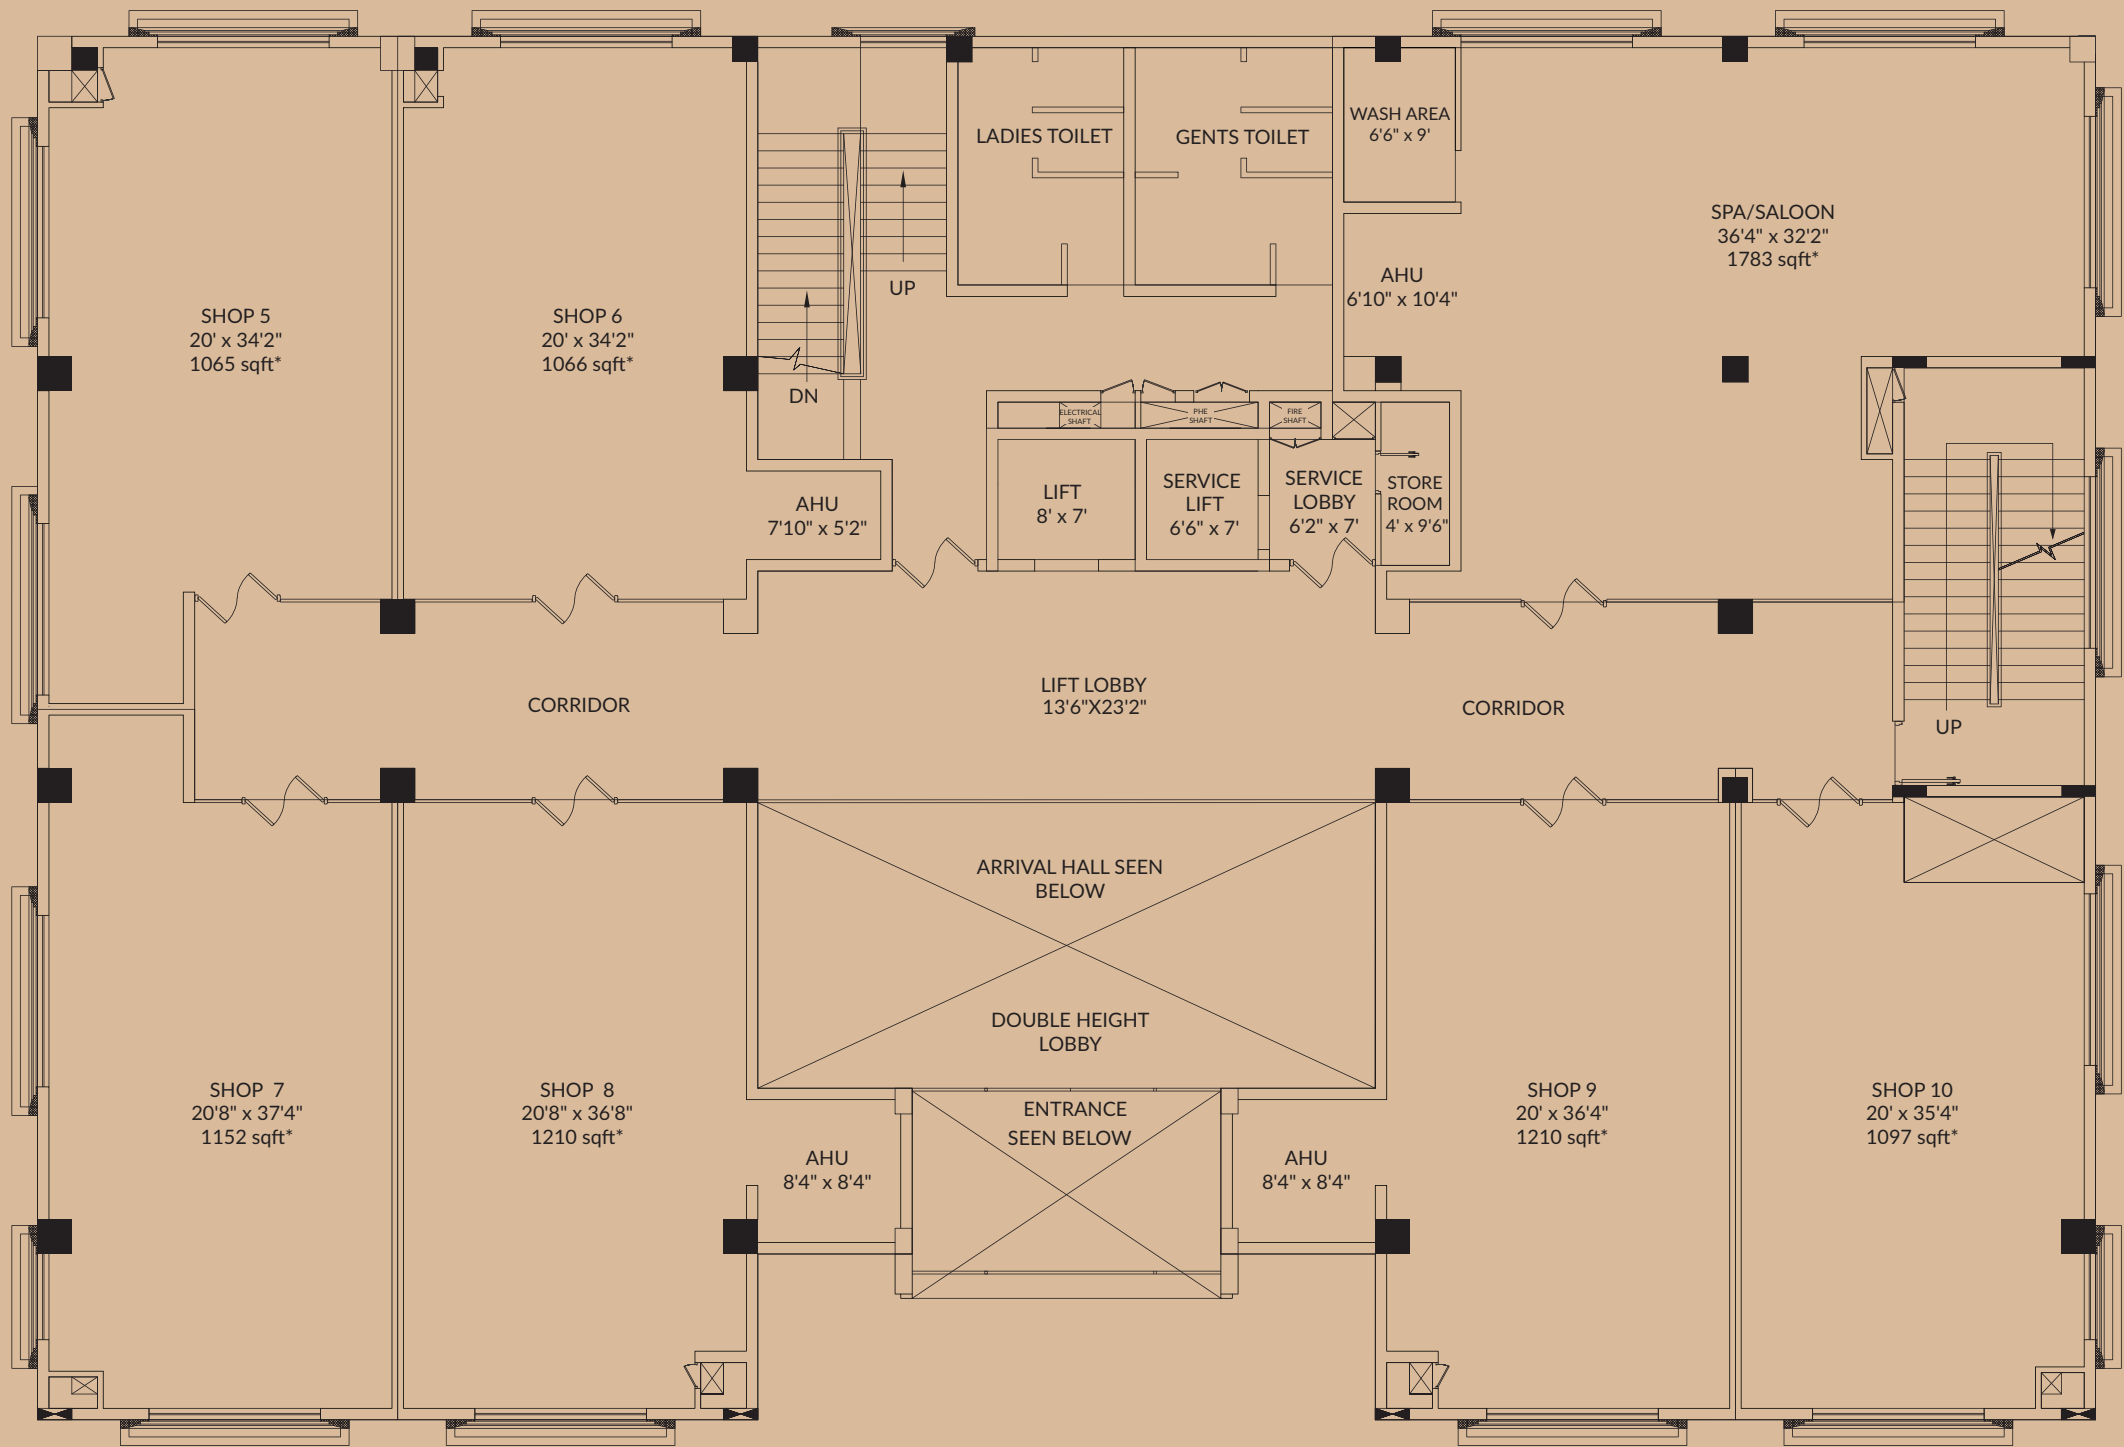 LADIES TOILET
GENTS TOILET
WASH AREA
6'6" x 9'
SPA/SALOON
36'4" x 32'2"
1783 sqft*
AHU
6'10" x 10'4"
UP
SHOP 5
20' x 34'2"
1065 sqft*
SHOP 6
20' x 34'2"
1066 sqft*
DN
ELECTRICAL
SHAFT
PHE
SHAFT
FIRE
SHAFT
AHU
7'10" x 5'2"
LIFT
8' x 7'
SERVICE
LIFT
6'6" x 7'
SERVICE
LOBBY
6'2" x 7'
STORE
ROOM
4' x 9'6"
CORRIDOR
LIFT LOBBY
13'6"X23'2"
CORRIDOR
UP
ARRIVAL HALL SEEN
BELOW
DOUBLE HEIGHT
LOBBY
SHOP 7
20'8" x 37'4"
1152 sqft*
SHOP 8
20'8" x 36'8"
1210 sqft*
ENTRANCE
SEEN BELOW
AHU
8'4" x 8'4"
AHU
8'4" x 8'4"
SHOP 9
20' x 36'4"
1210 sqft*
SHOP 10
20' x 35'4"
1097 sqft*